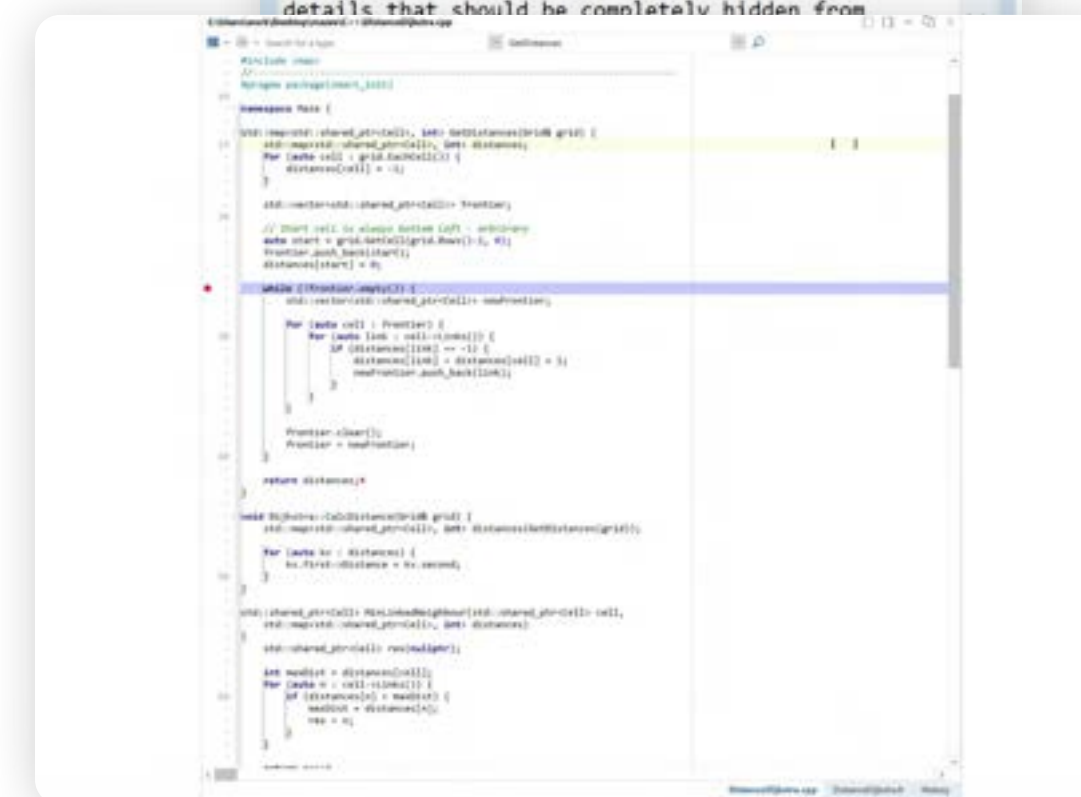 details that should be completely hidden from
Search for a type
GetDistances
#include <map>
//
#pragma package(smart_init)
namespace Maze {
std::map<std::shared_ptr<Cell>, int> GetDistances(Grid& grid) {
std::map<std::shared_ptr<Cell>, int> distances;
for (auto cell : grid.EachCell()) {
distances[cell] = -1;
}
std::vector<std::shared_ptr<Cell>> frontier;
// Start cell is always bottom left - arbitrary
auto start = grid.GetCell(grid.Rows()-1, 0);
frontier.push_back(start);
distances[start] = 0;
while (!frontier.empty()) {
std::vector<std::shared_ptr<Cell>> newFrontier;
for (auto cell : frontier) {
for (auto link : cell->Links()) {
if (distances[link] == -1) {
distances[link] = distances[cell] + 1;
newFrontier.push_back(link);
}
}
}
frontier.clear();
frontier = newFrontier;
}
return distances;
}
void Dijkstra::CalcDistance(Grid& grid) {
std::map<std::shared_ptr<Cell>, int> distances(GetDistances(grid));
for (auto kv : distances) {
kv.first->distance = kv.second;
}
}
std::shared_ptr<Cell> MinLinkedNeighbour(std::shared_ptr<Cell> cell,
std::map<std::shared_ptr<Cell>, int> distances)
{
std::shared_ptr<Cell> res(nullptr);
int maxDist = distances[cell];
for (auto n : cell->Links()) {
if (distances[n] < maxDist) {
maxDist = distances[n];
res = n;
}
}
History